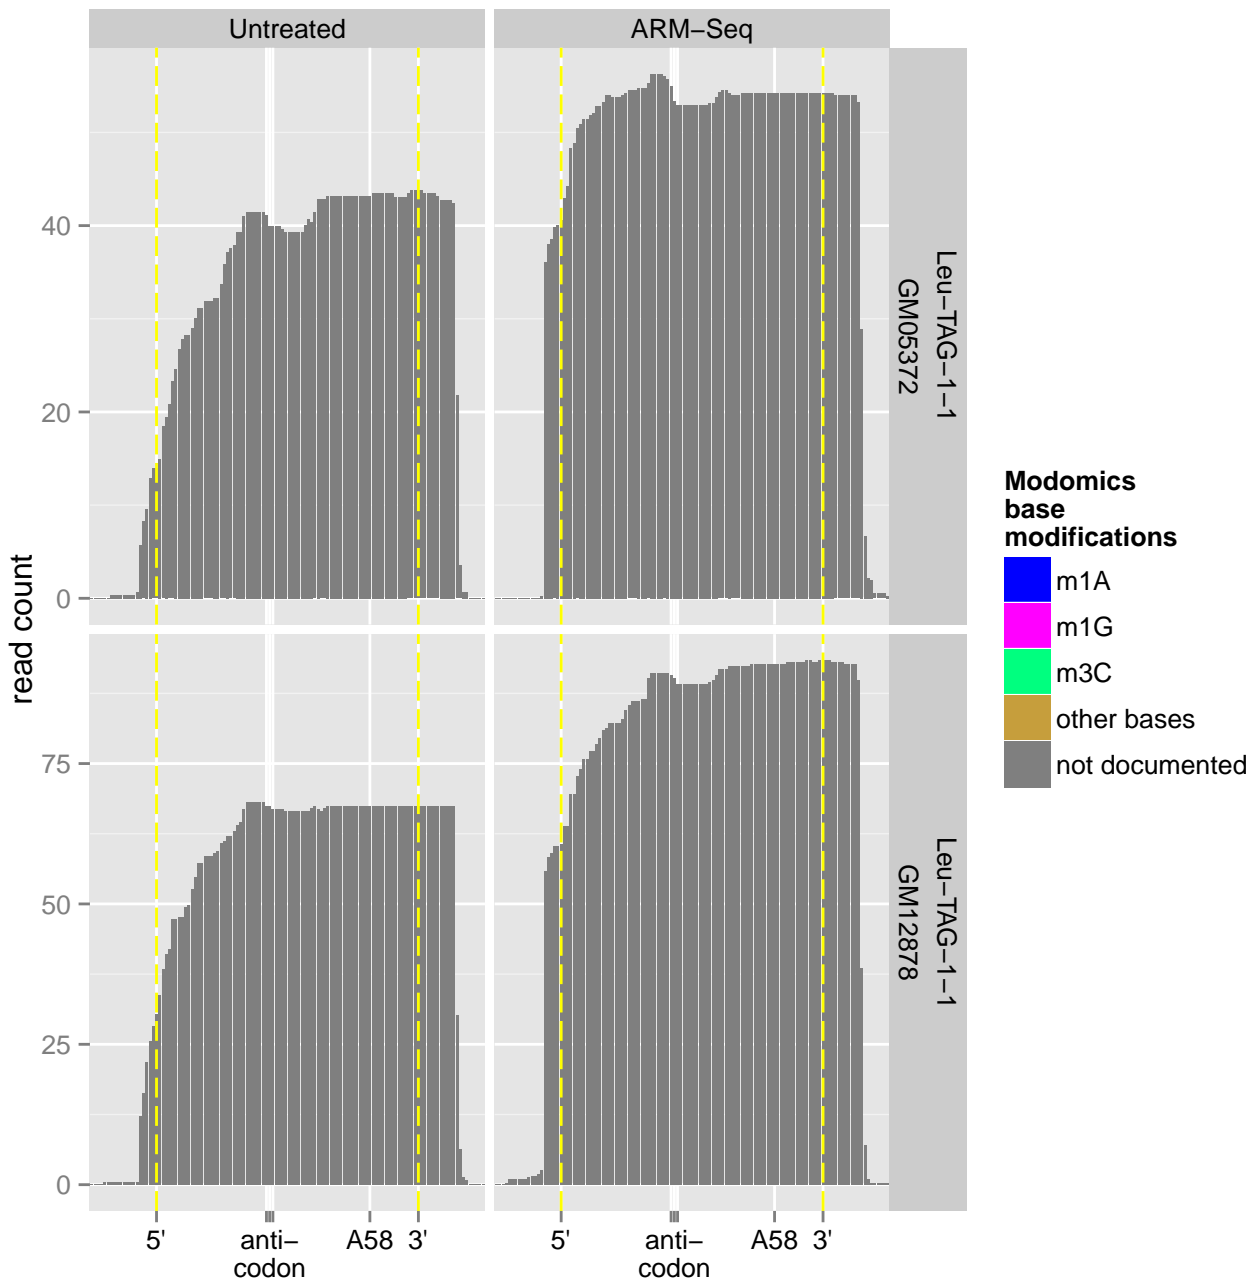 Untreated
ARM−Seq
40
20
0
Leu−TAG−1−1
GM05372
read count
75
50
25
0
Leu−TAG−1−1
GM12878
5'
anti−
codon
A58
3'
5'
anti−
codon
A58
3'
Modomics
base
modifications
m1A
m1G
m3C
other bases
not documented